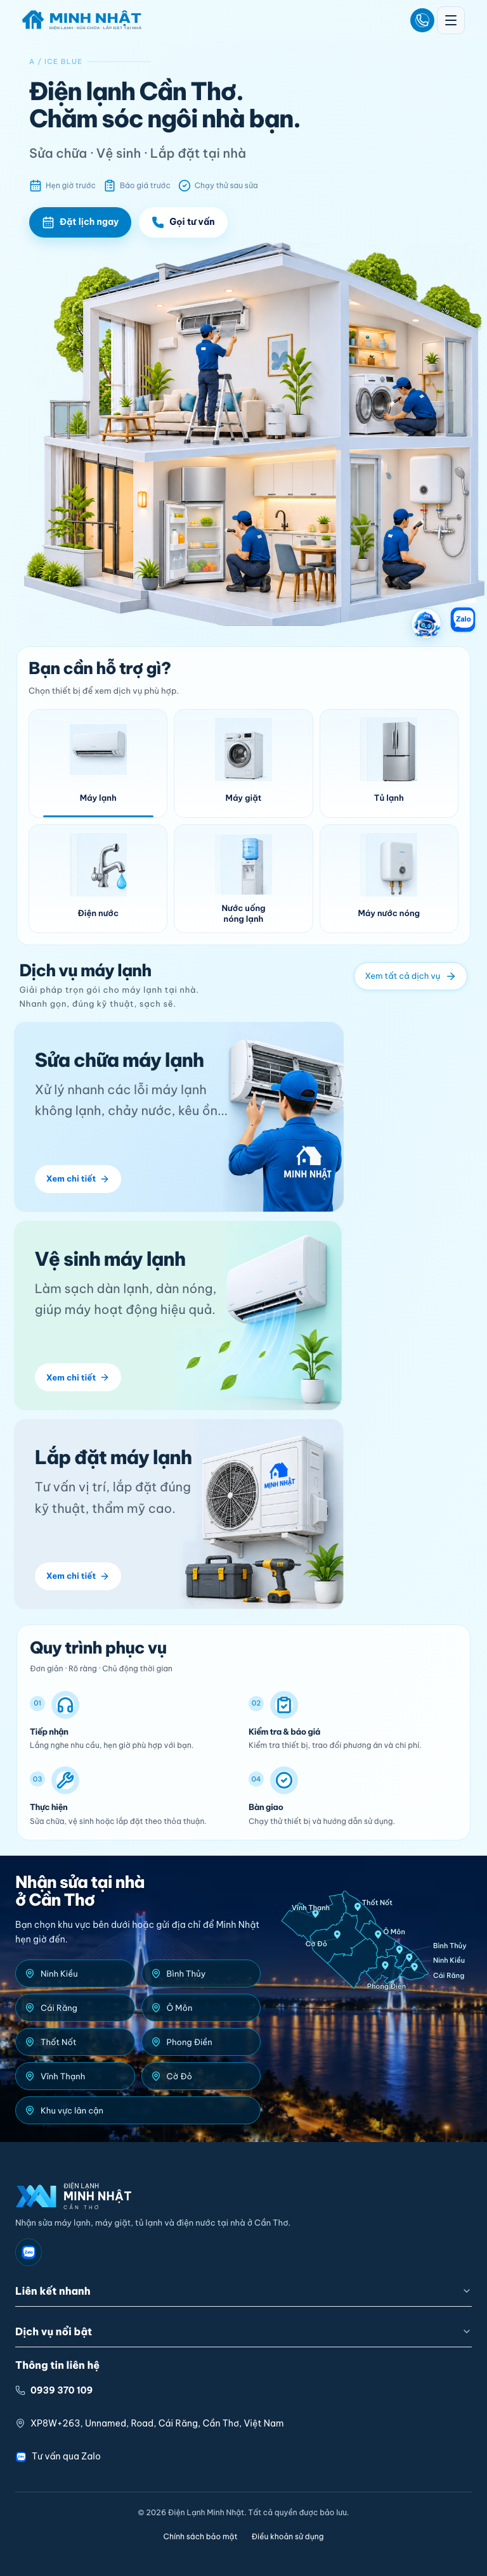 MINH NHẬT
ĐIỆN LẠNH · SỬA CHỮA · LẮP ĐẶT TẠI NHÀ
A / ICE BLUE
Điện lạnh Cần Thơ.
Chăm sóc ngôi nhà bạn.
Sửa chữa · Vệ sinh · Lắp đặt tại nhà
Hẹn giờ trước
Báo giá trước
Chạy thử sau sửa
Đặt lịch ngay
Gọi tư vấn
Zalo
Bạn cần hỗ trợ gì?
Chọn thiết bị để xem dịch vụ phù hợp.
Máy lạnh
Máy giặt
Tủ lạnh
Điện nước
Nước uống
nóng lạnh
Máy nước nóng
Dịch vụ máy lạnh
Giải pháp trọn gói cho máy lạnh tại nhà.
Nhanh gọn, đúng kỹ thuật, sạch sẽ.
Xem tất cả dịch vụ
Sửa chữa máy lạnh
Xử lý nhanh các lỗi máy lạnh
không lạnh, chảy nước, kêu ồn...
MINH NHẬT
Xem chi tiết
Vệ sinh máy lạnh
Làm sạch dàn lạnh, dàn nóng,
giúp máy hoạt động hiệu quả.
Xem chi tiết
Lắp đặt máy lạnh
Tư vấn vị trí, lắp đặt đúng
kỹ thuật, thẩm mỹ cao.
MINH NHẬT
Xem chi tiết
Quy trình phục vụ
Đơn giản · Rõ ràng · Chủ động thời gian
01
Tiếp nhận
Lắng nghe nhu cầu, hẹn giờ phù hợp với bạn.
02
Kiểm tra & báo giá
Kiểm tra thiết bị, trao đổi phương án và chi phí.
03
Thực hiện
Sửa chữa, vệ sinh hoặc lắp đặt theo thỏa thuận.
04
Bàn giao
Chạy thử thiết bị và hướng dẫn sử dụng.
Nhận sửa tại nhà
ở Cần Thơ
Bạn chọn khu vực bên dưới hoặc gửi địa chỉ để Minh Nhật
hẹn giờ đến.
Ninh Kiều
Bình Thủy
Cái Răng
Ô Môn
Thốt Nốt
Phong Điền
Vĩnh Thạnh
Cờ Đỏ
Khu vực lân cận
Vĩnh Thạnh
Thốt Nốt
Cờ Đỏ
Ô Môn
Bình Thủy
Ninh Kiều
Cái Răng
Phong Điền
ĐIỆN LẠNH
MINH NHẬT
CẦN THƠ
Nhận sửa máy lạnh, máy giặt, tủ lạnh và điện nước tại nhà ở Cần Thơ.
Zalo
Liên kết nhanh
Dịch vụ nổi bật
Thông tin liên hệ
0939 370 109
XP8W+263, Unnamed, Road, Cái Răng, Cần Thơ, Việt Nam
Tư vấn qua Zalo
© 2026 Điện Lạnh Minh Nhật. Tất cả quyền được bảo lưu.
Chính sách bảo mật
Điều khoản sử dụng